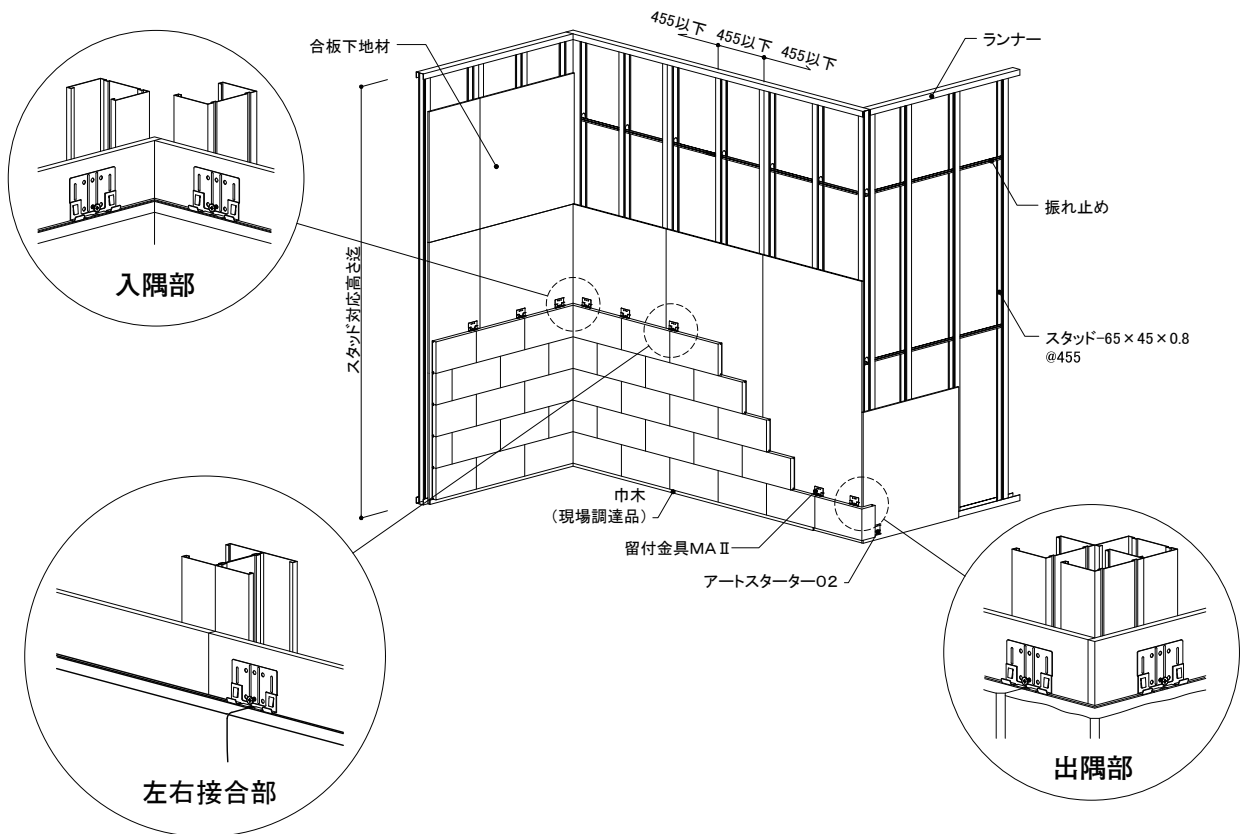 455以下
455以下
455以下
合板下地材
ランナー
入隅部
スタッド対応高さ迄
振れ止め
スタッド-65×45×0.8
@455
巾木
(現場調達品)
留付金具MAⅡ
アートスターター02
左右接合部
出隅部